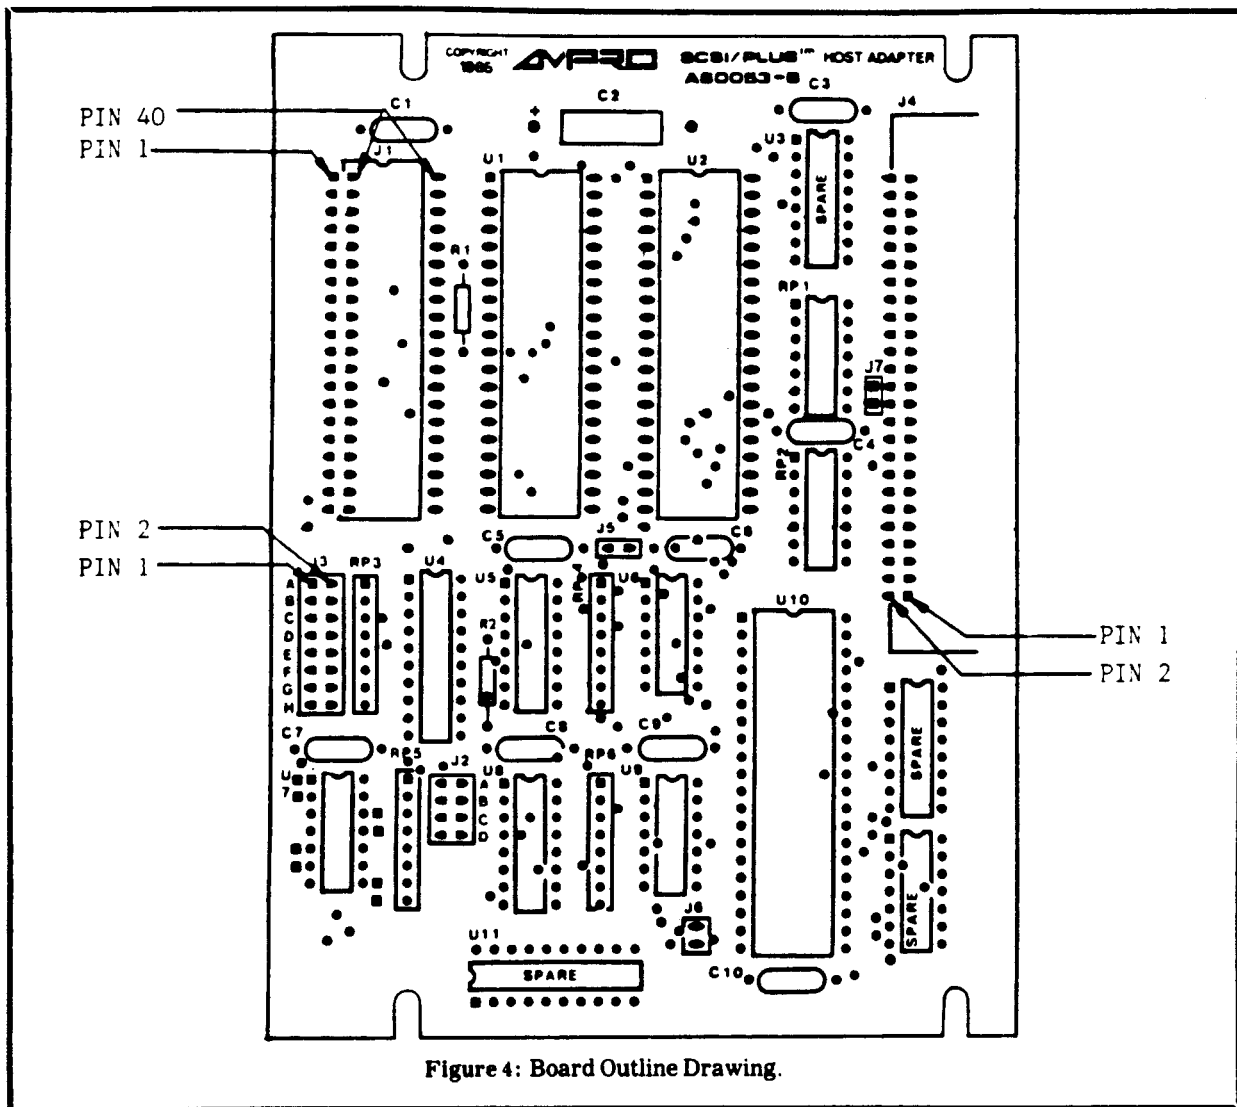 COPYRIGHT
1985
AMPRO
SCSI/PLUS™ HOST ADAPTER
A60053-B
PIN 40
PIN 1
C1
C2
C3
J4
J1
U1
U2
U3
SPARE
R1
RP1
J7
C4
RP2
PIN 2
PIN 1
J3
RP3
C5
J5
C6
U4
U5
RP4
U6
A
B
C
D
E
F
G
H
R2
U10
PIN 1
PIN 2
C7
C8
C9
U7
RP5
J2
A
B
C
D
U8
RP6
U9
SPARE
J6
SPARE
U11
SPARE
C10
Figure 4: Board Outline Drawing.